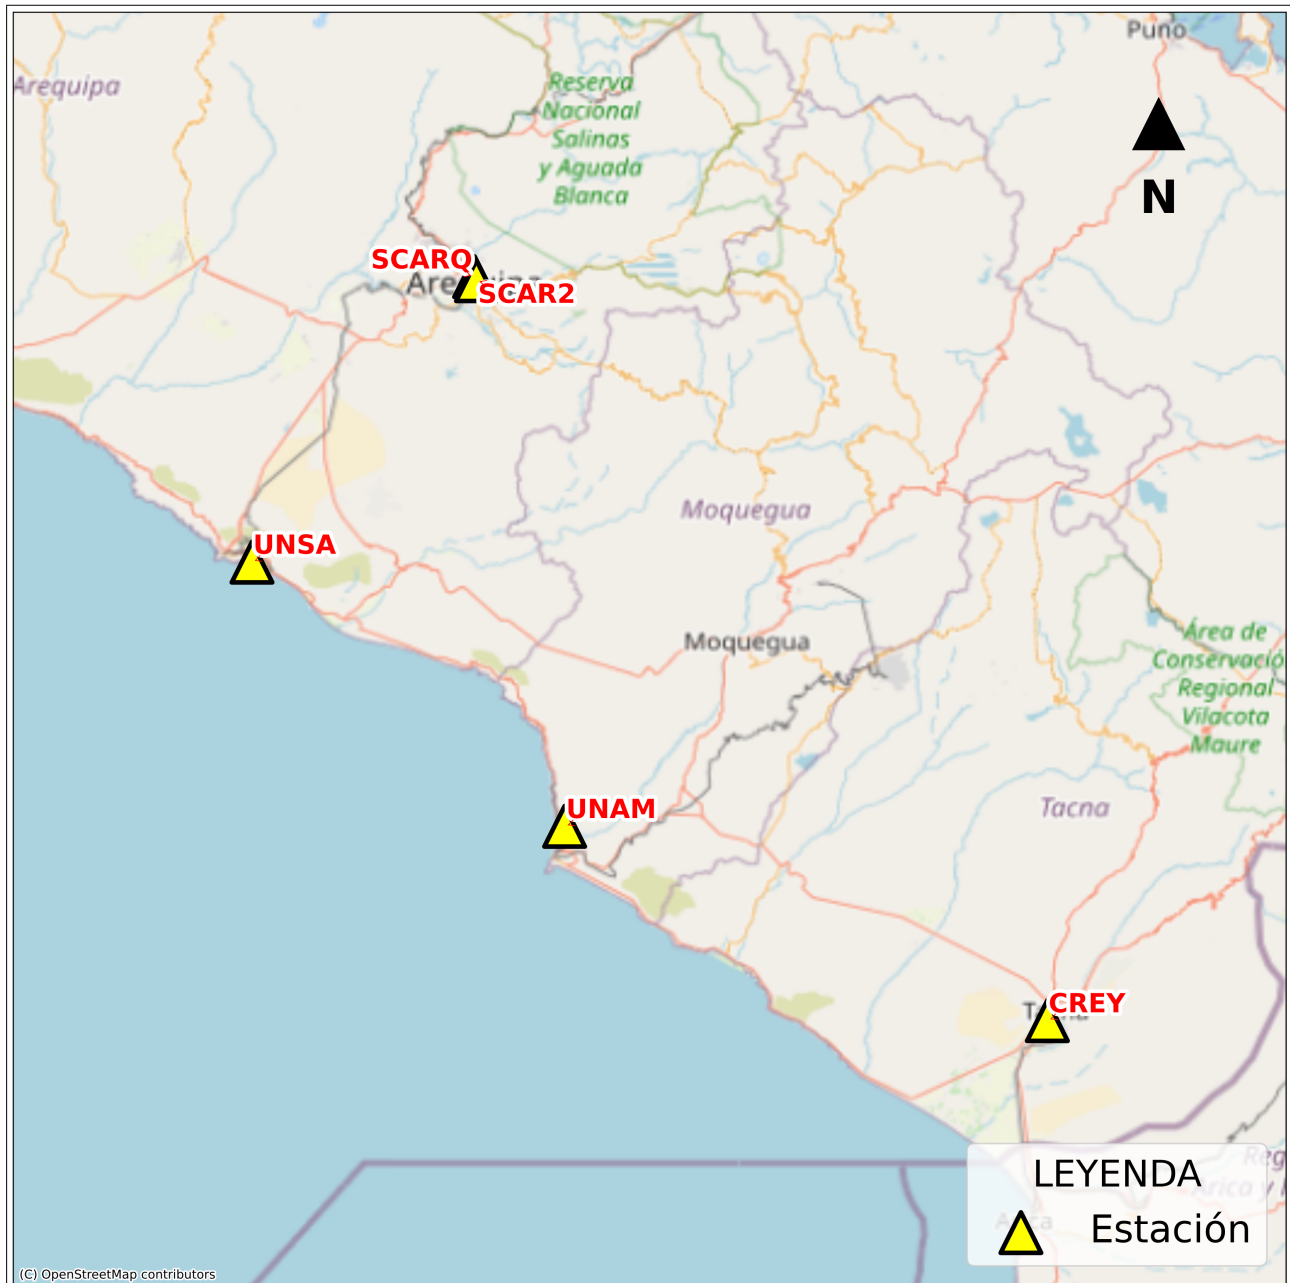 Puno
Arequipa
Reserva
Nacional
Salinas
y Aguada
Blanca
N
SCARQ
SCAR2
Moquegua
UNSA
Moquegua
Área de
Conservació
Regional
Vilacota
Maure
UNAM
Tacna
CREY
LEYENDA
Estación
(C) OpenStreetMap contributors